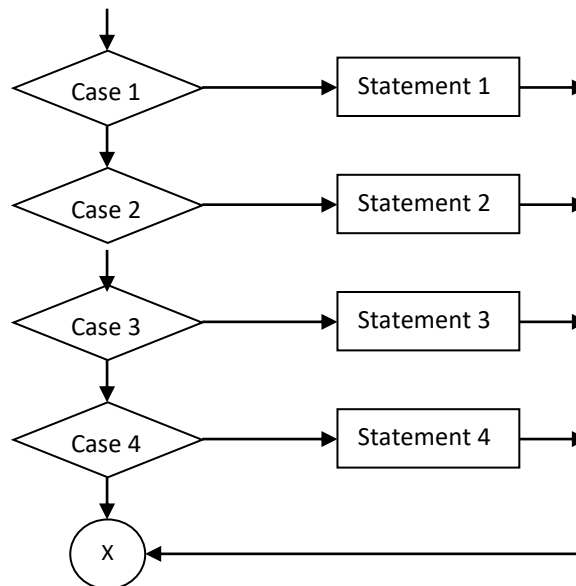 Case 1
Statement 1
Case 2
Statement 2
Case 3
Statement 3
Case 4
Statement 4
X